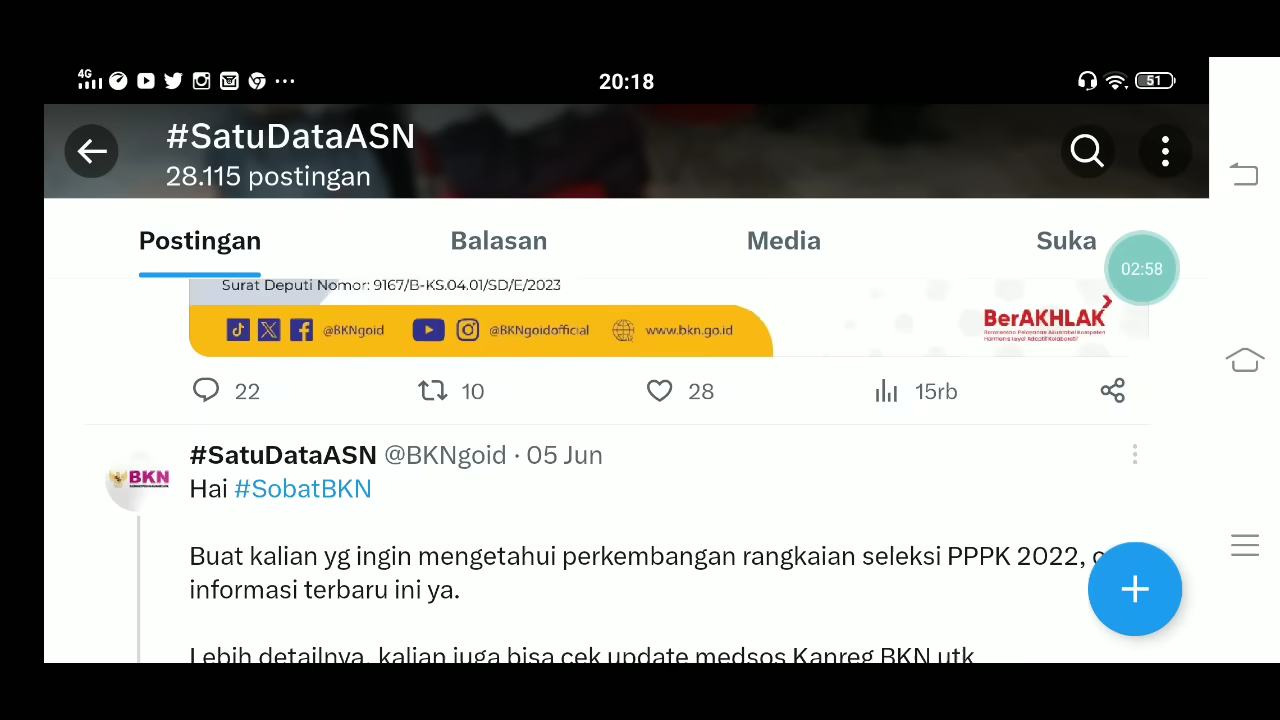 4G
20:18
51
#SatuDataASN
28.115 postingan
Postingan
Balasan
Media
Suka
02:58
Surat Deputi Nomor: 9167/B-KS.04.01/SD/E/2023
@BKNgoid
@BKNgoidofficial
www.bkn.go.id
BerAKHLAK
22
10
28
15rb
BKN
#SatuDataASN @BKNgoid · 05 Jun
Hai #SobatBKN
Buat kalian yg ingin mengetahui perkembangan rangkaian seleksi PPPK 2022,
informasi terbaru ini ya.
Lebih detailnya, kalian juga bisa cek update medsos Kanreg BKN utk